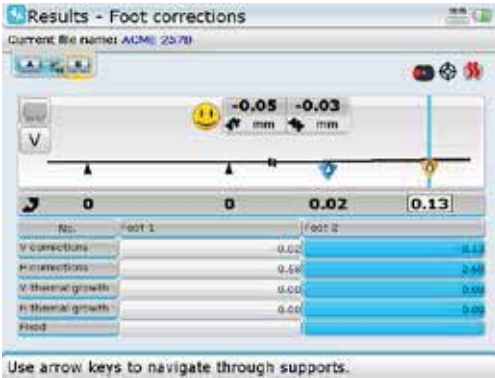 Results - Foot corrections
Current file name: ACME 2570
A B
-0.05 -0.03
mm mm
V
0 0 0.02 0.13
No. Foot 1 Foot 2
V corrections 0.02 0.13
H corrections 0.68 2.68
V thermal growth 0.00 0.00
H thermal growth 0.00 0.00
Fixed
Use arrow keys to navigate through supports.